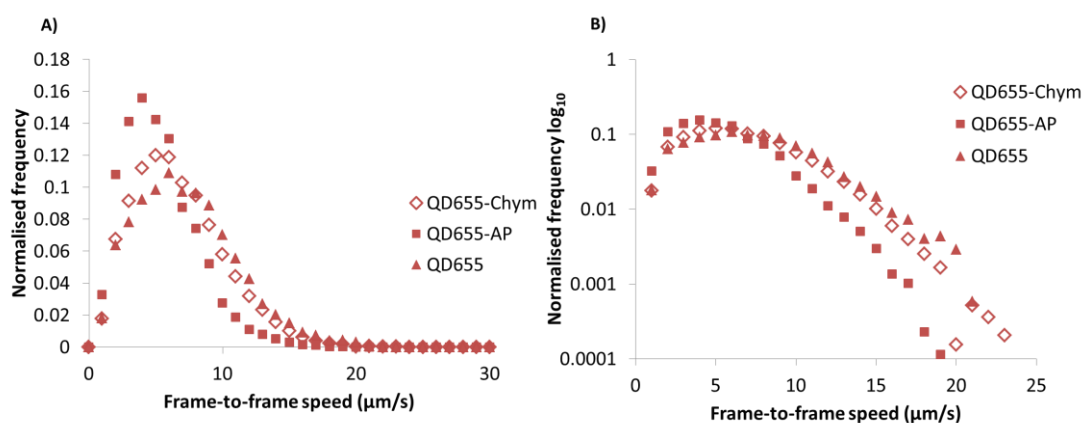 A)
Normalised frequency
0.18
0.16
0.14
0.12
0.1
0.08
0.06
0.04
0.02
0
0
10
20
30
Frame-to-frame speed (µm/s)
QD655-Chym
QD655-AP
QD655
B)
Normalised frequency log₁₀
1
0.1
0.01
0.001
0.0001
0
5
10
15
20
25
Frame-to-frame speed (µm/s)
QD655-Chym
QD655-AP
QD655